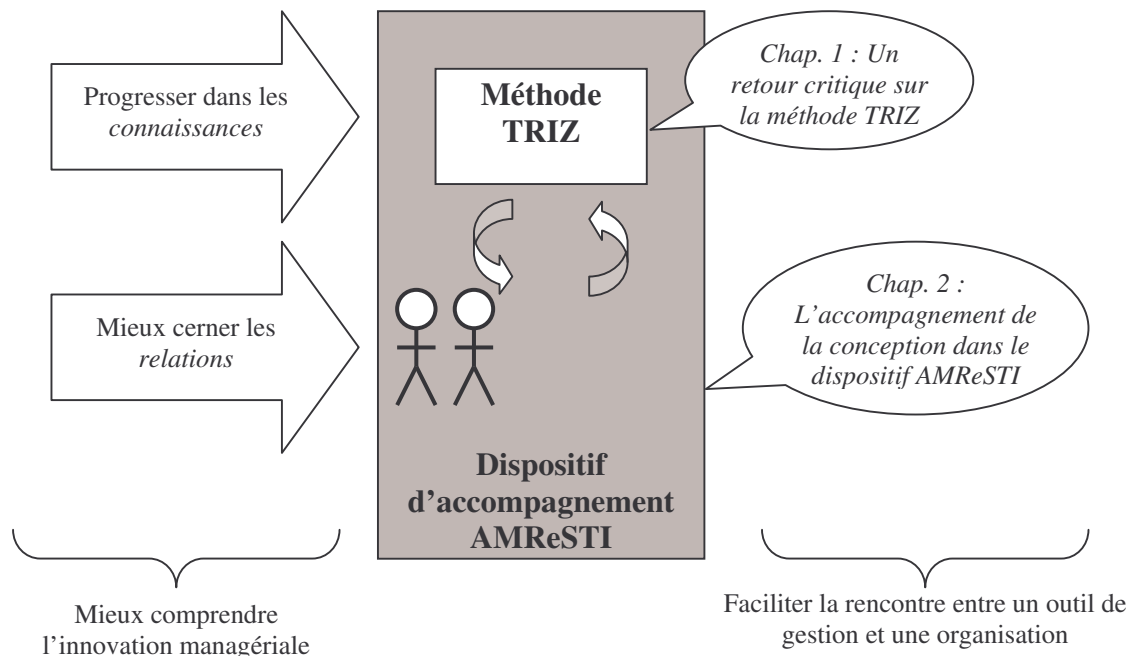 Progresser dans les
connaissances
Mieux cerner les
relations
Mieux comprendre
l’innovation managériale
Méthode
TRIZ
Dispositif
d’accompagnement
AMReSTI
Chap. 1 : Un
retour critique sur
la méthode TRIZ
Chap. 2 :
L’accompagnement de
la conception dans le
dispositif AMReSTI
Faciliter la rencontre entre un outil de
gestion et une organisation